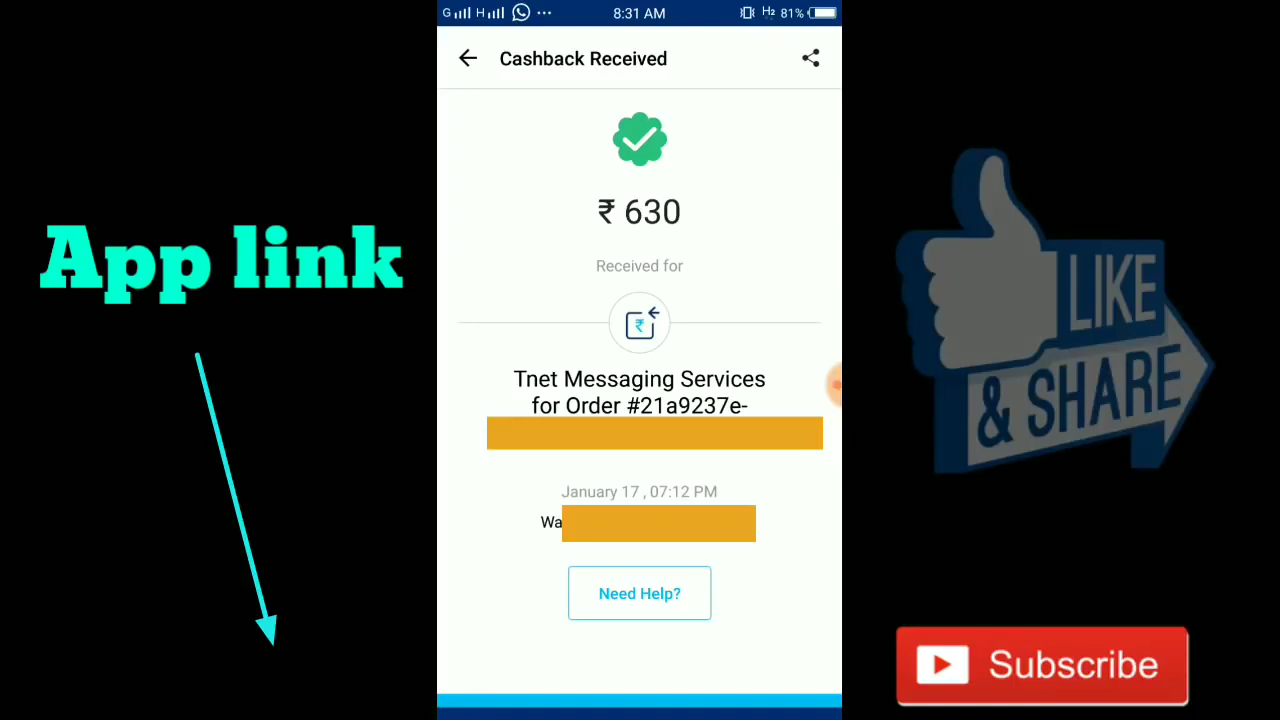 G H ... 8:31 AM H2 81%
Cashback Received
₹ 630
Received for
₹
Tnet Messaging Services
for Order #21a9237e-
January 17 , 07:12 PM
Wa
Need Help?
App link
LIKE
& SHARE
Subscribe